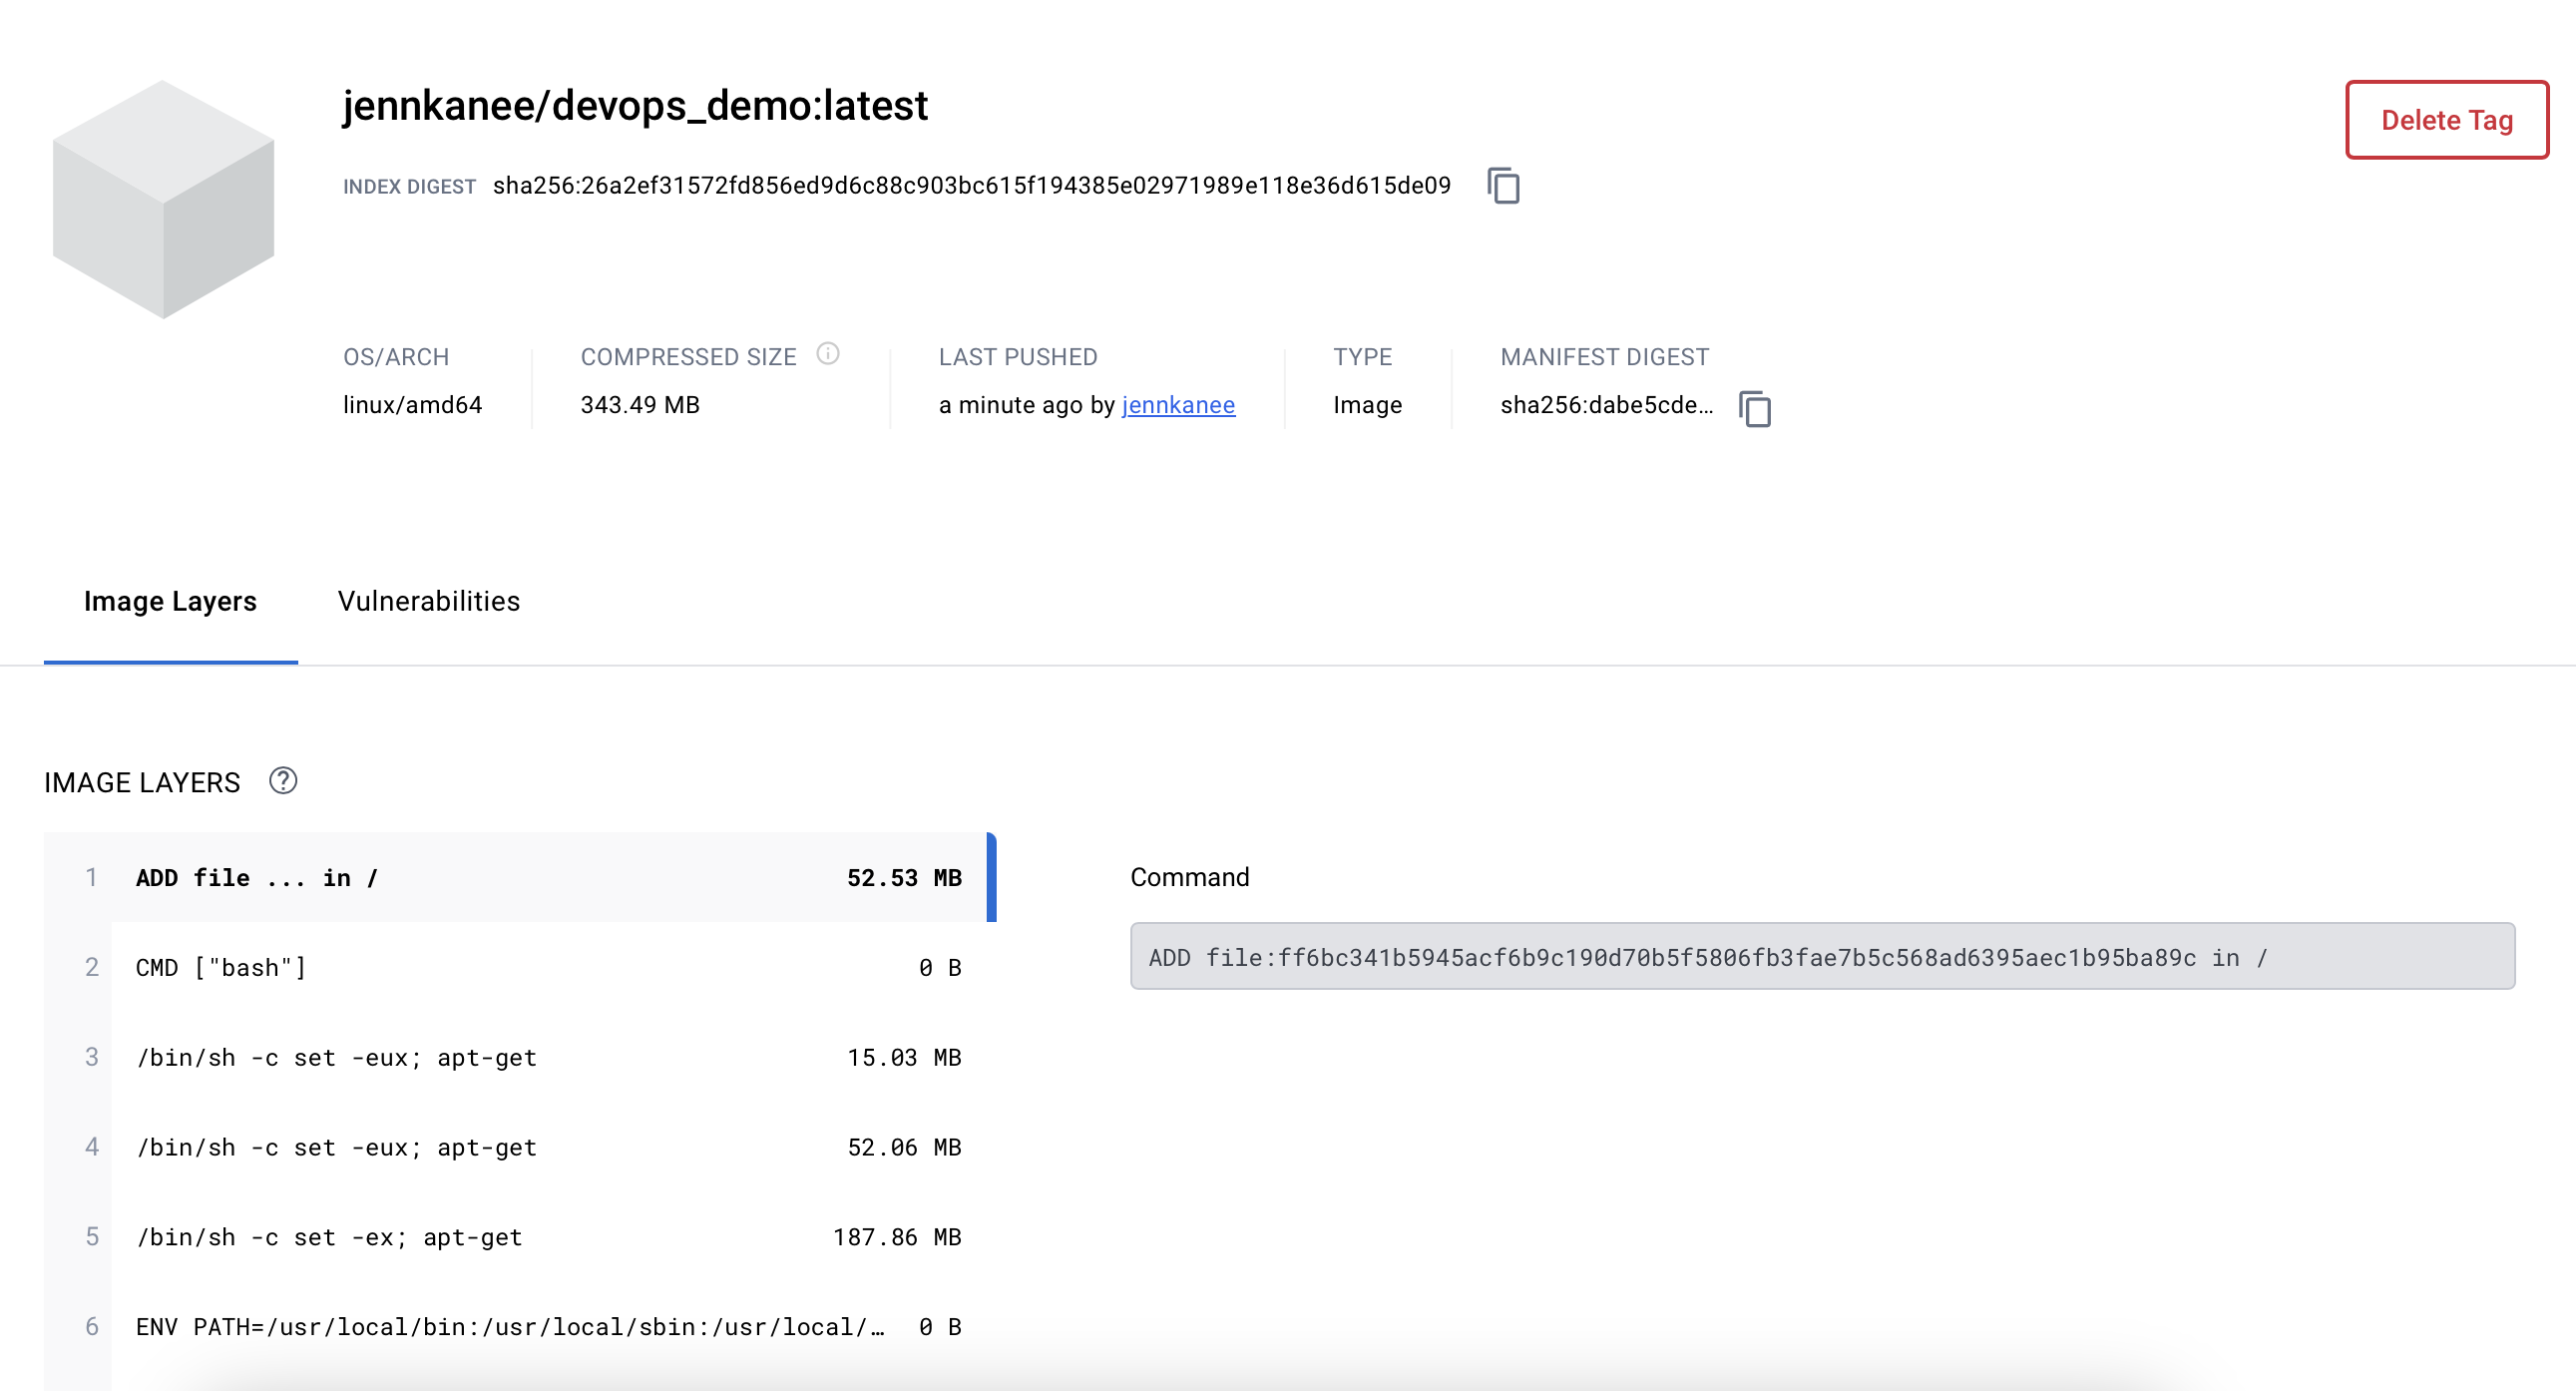 jennkanee/devops_demo:latest
Delete Tag
INDEX DIGEST sha256:26a2ef31572fd856ed9d6c88c903bc615f194385e02971989e118e36d615de09
OS/ARCH
linux/amd64
COMPRESSED SIZE
343.49 MB
LAST PUSHED
a minute ago by jennkanee
TYPE
Image
MANIFEST DIGEST
sha256:dabe5cde...
Image Layers
Vulnerabilities
IMAGE LAYERS
1 ADD file ... in / 52.53 MB
2 CMD ["bash"] 0 B
3 /bin/sh -c set -eux; apt-get 15.03 MB
4 /bin/sh -c set -eux; apt-get 52.06 MB
5 /bin/sh -c set -ex; apt-get 187.86 MB
6 ENV PATH=/usr/local/bin:/usr/local/sbin:/usr/local/… 0 B
Command
ADD file:ff6bc341b5945acf6b9c190d70b5f5806fb3fae7b5c568ad6395aec1b95ba89c in /